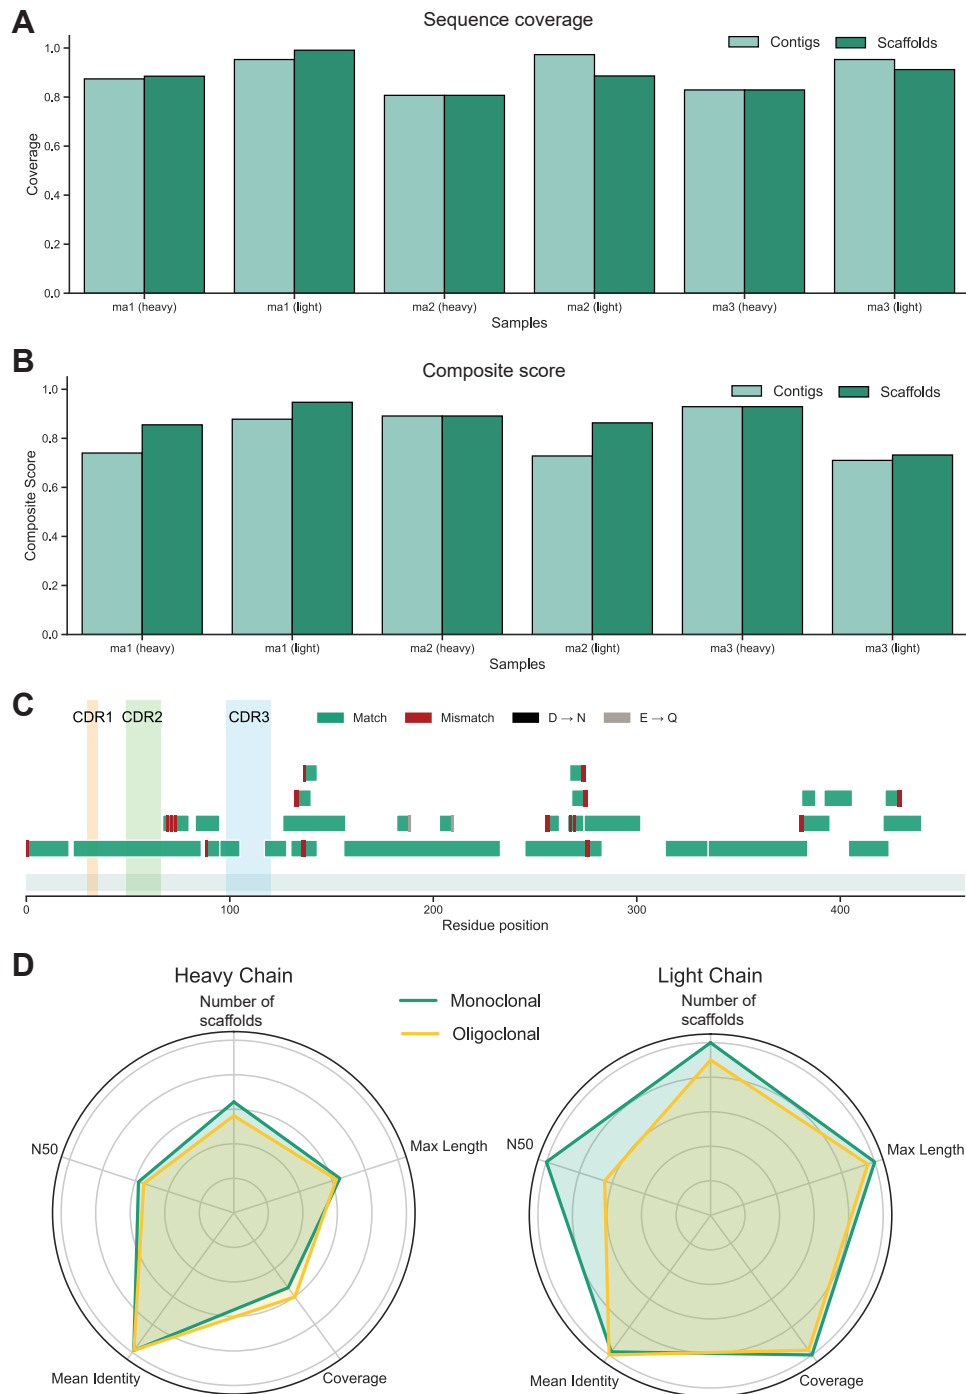 A
Sequence coverage
Contigs
Scaffolds
1.0
0.8
0.6
0.4
0.2
0.0
Coverage
ma1 (heavy)
ma1 (light)
ma2 (heavy)
ma2 (light)
ma3 (heavy)
ma3 (light)
Samples
B
Composite score
Contigs
Scaffolds
1.0
0.8
0.6
0.4
0.2
0.0
Composite Score
ma1 (heavy)
ma1 (light)
ma2 (heavy)
ma2 (light)
ma3 (heavy)
ma3 (light)
Samples
C
CDR1
CDR2
CDR3
Match
Mismatch
D → N
E → Q
0
100
200
300
400
Residue position
D
Heavy Chain
Number of
scaffolds
Max Length
Coverage
Mean Identity
N50
Monoclonal
Oligoclonal
Light Chain
Number of
scaffolds
Max Length
Coverage
Mean Identity
N50